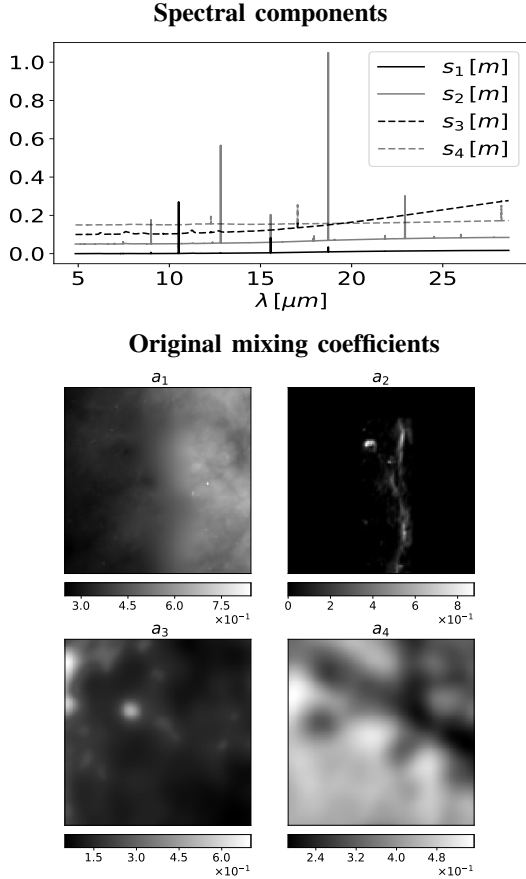 Spectral components
1.0
0.8
0.6
0.4
0.2
0.0
s₁ [m]
s₂ [m]
s₃ [m]
s₄ [m]
5 10 15 20 25
λ [μm]
Original mixing coefficients
a₁ a₂
3.0 4.5 6.0 7.5 0 2 4 6 8
×10⁻¹ ×10⁻¹
a₃ a₄
1.5 3.0 4.5 6.0 2.4 3.2 4.0 4.8
×10⁻¹ ×10⁻¹